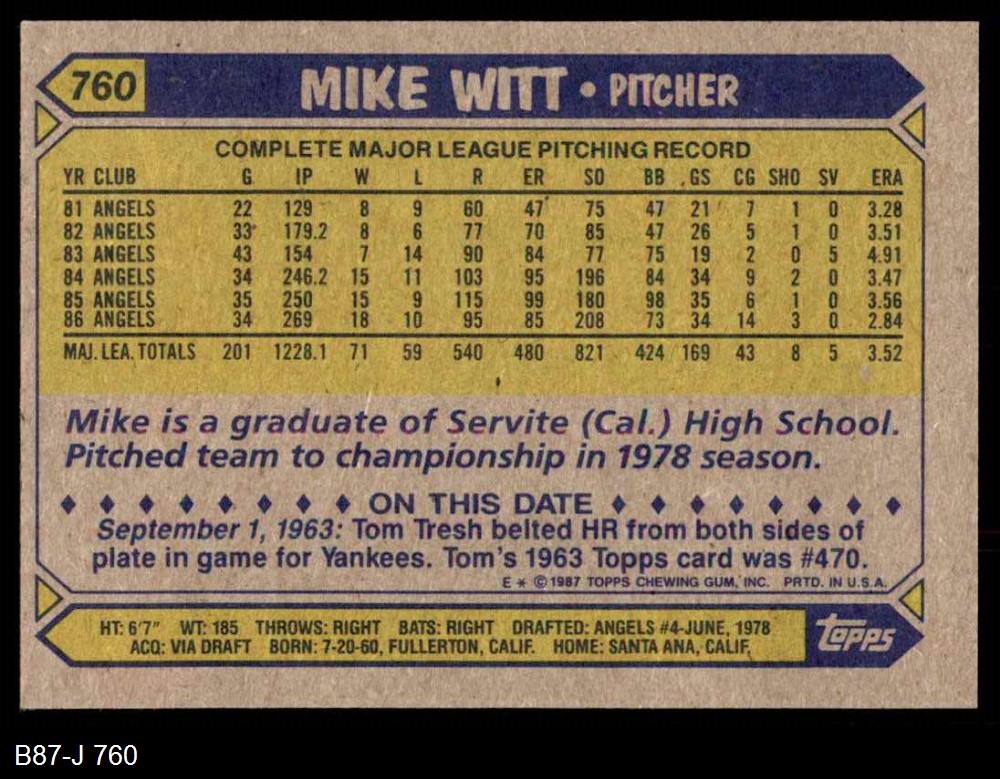 760 MIKE WITT • PITCHER
COMPLETE MAJOR LEAGUE PITCHING RECORD
YR CLUB G IP W L R ER SO BB GS CG SHO SV ERA
81 ANGELS 22 129 8 9 60 47 75 47 21 7 1 0 3.28
82 ANGELS 33 179.2 8 6 77 70 85 47 26 5 1 0 3.51
83 ANGELS 43 154 7 14 90 84 77 75 19 2 0 5 4.91
84 ANGELS 34 246.2 15 11 103 95 196 84 34 9 2 0 3.47
85 ANGELS 35 250 15 9 115 99 180 98 35 6 1 0 3.56
86 ANGELS 34 269 18 10 95 85 208 73 34 14 3 0 2.84
MAJ. LEA. TOTALS 201 1228.1 71 59 540 480 821 424 169 43 8 5 3.52
Mike is a graduate of Servite (Cal.) High School.
Pitched team to championship in 1978 season.
♦ ♦ ♦ ♦ ♦ ♦ ♦ ♦ ON THIS DATE ♦ ♦ ♦ ♦ ♦ ♦ ♦ ♦
September 1, 1963: Tom Tresh belted HR from both sides of
plate in game for Yankees. Tom's 1963 Topps card was #470.
E * © 1987 TOPPS CHEWING GUM, INC. PRTD. IN U.S.A.
HT: 6'7" WT: 185 THROWS: RIGHT BATS: RIGHT DRAFTED: ANGELS #4-JUNE, 1978
ACQ: VIA DRAFT BORN: 7-20-60, FULLERTON, CALIF. HOME: SANTA ANA, CALIF.
topps
B87-J 760